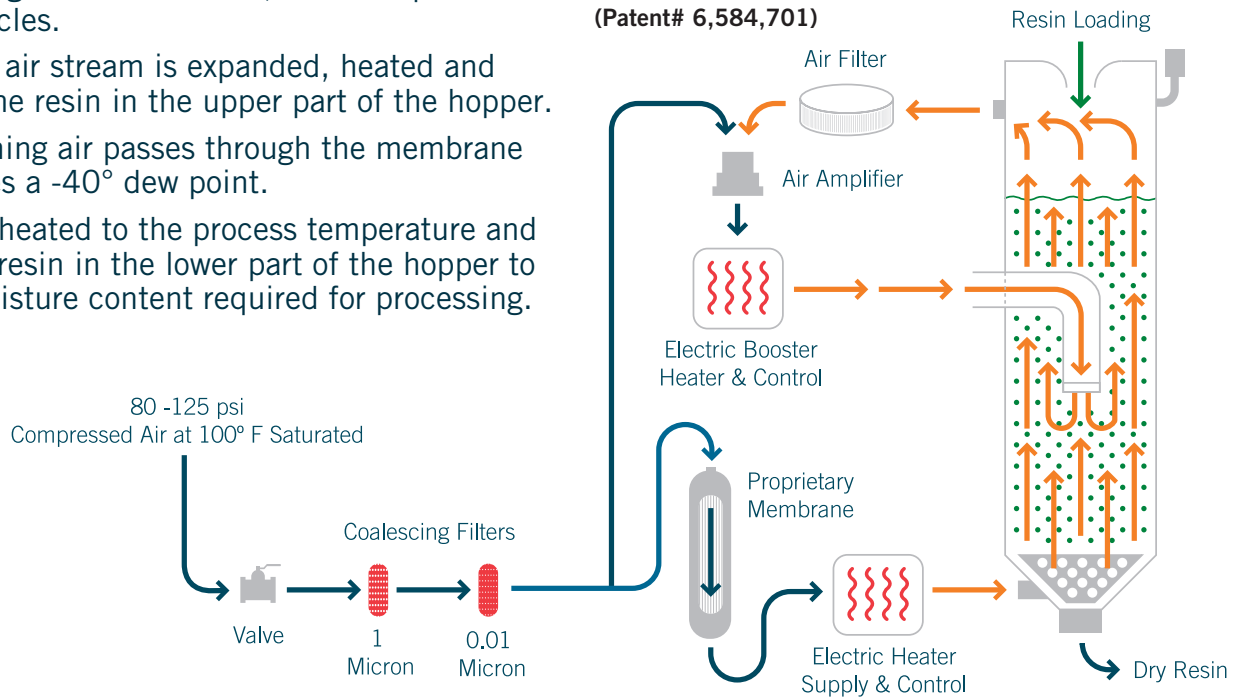 cles.
air stream is expanded, heated and
resin in the upper part of the hopper.
air passes through the membrane
a -40° dew point.
heated to the process temperature and
resin in the lower part of the hopper to
content required for processing.
(Patent# 6,584,701)
Resin Loading
Air Filter
Air Amplifier
Electric Booster
Heater & Control
80 -125 psi
Compressed Air at 100º F Saturated
Proprietary
Membrane
Coalescing Filters
Valve
1
Micron
0.01
Micron
Electric Heater
Supply & Control
Dry Resin